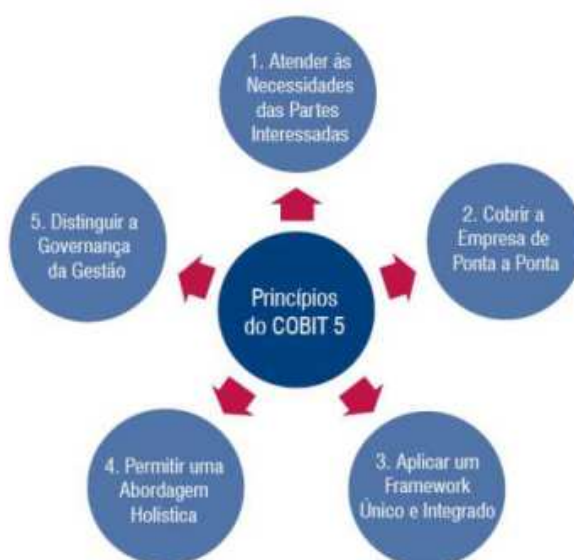 1. Atender às
Necessidades
das Partes
Interessadas
5. Distinguir a
Governança
da Gestão
2. Cobrir a
Empresa de
Ponta a Ponta
Princípios
do COBIT 5
4. Permitir uma
Abordagem
Holística
3. Aplicar um
Framework
Único e Integrado